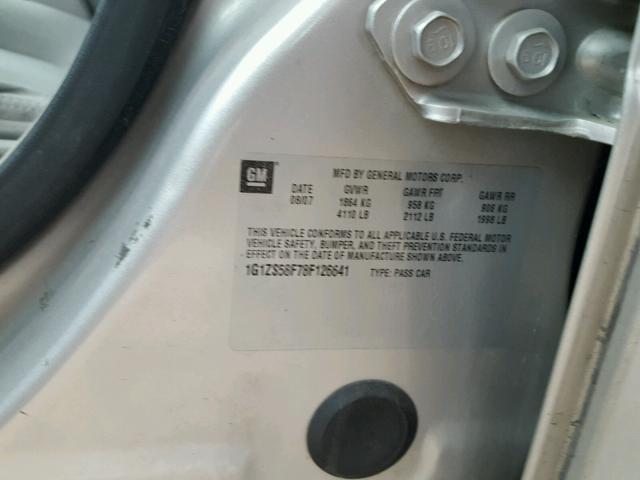 GM
MFD BY GENERAL MOTORS CORP.
DATE GVWR GAWR FRT GAWR RR
08/07 1864 KG 958 KG 906 KG
4110 LB 2112 LB 1998 LB
THIS VEHICLE CONFORMS TO ALL APPLICABLE U.S. FEDERAL MOTOR
VEHICLE SAFETY, BUMPER, AND THEFT PREVENTION STANDARDS IN
EFFECT ON THE DATE OF MANUFACTURE SHOWN ABOVE.
1G1ZS58F78F126641 TYPE: PASS CAR